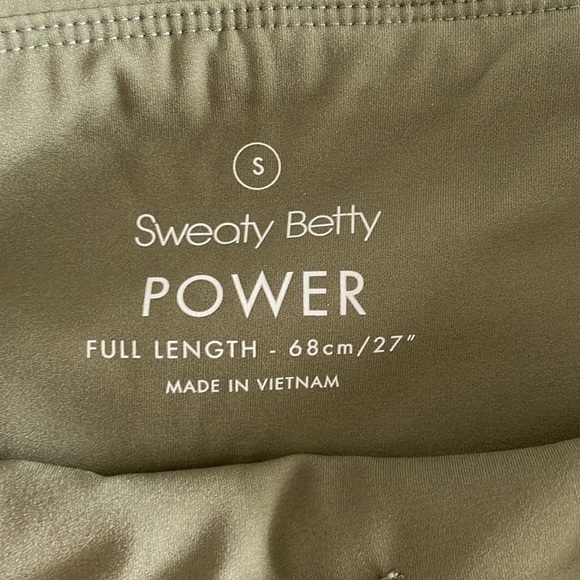 S
Sweaty Betty
POWER
FULL LENGTH - 68cm/27"
MADE IN VIETNAM